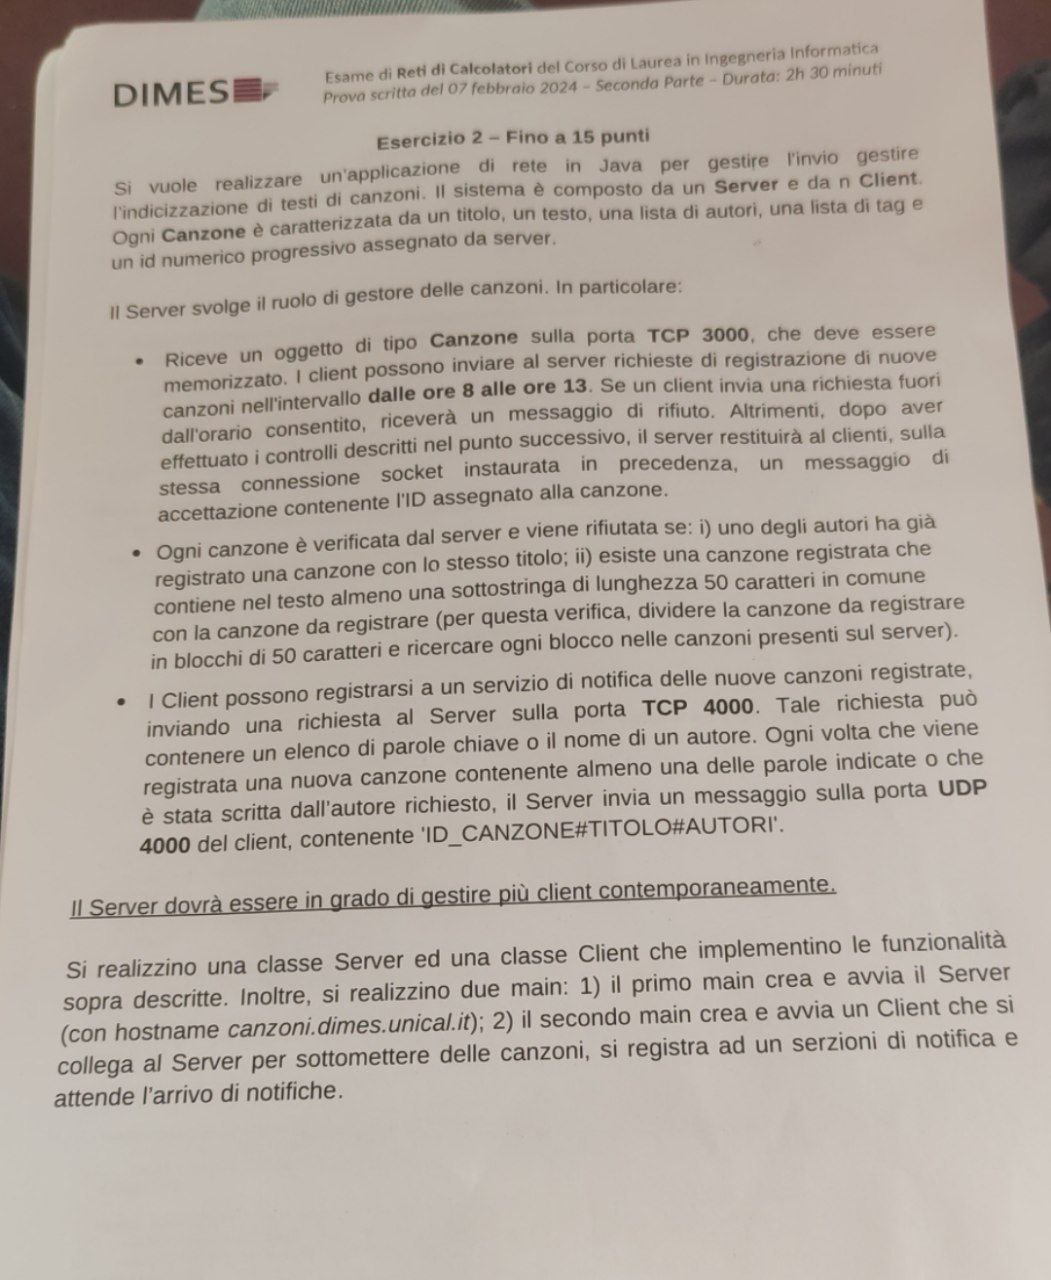 DIMES
Esame di Reti di Calcolatori del Corso di Laurea in Ingegneria Informatica
Prova scritta del 07 febbraio 2024 – Seconda Parte – Durata: 2h 30 minuti
Esercizio 2 – Fino a 15 punti
Si vuole realizzare un'applicazione di rete in Java per gestire l'invio gestire
l'indicizzazione di testi di canzoni. Il sistema è composto da un Server e da n Client.
Ogni Canzone è caratterizzata da un titolo, un testo, una lista di autori, una lista di tag e
un id numerico progressivo assegnato da server.
Il Server svolge il ruolo di gestore delle canzoni. In particolare:
• Riceve un oggetto di tipo Canzone sulla porta TCP 3000, che deve essere
memorizzato. I client possono inviare al server richieste di registrazione di nuove
canzoni nell'intervallo dalle ore 8 alle ore 13. Se un client invia una richiesta fuori
dall'orario consentito, riceverà un messaggio di rifiuto. Altrimenti, dopo aver
effettuato i controlli descritti nel punto successivo, il server restituirà al clienti, sulla
stessa connessione socket instaurata in precedenza, un messaggio di
accettazione contenente l'ID assegnato alla canzone.
• Ogni canzone è verificata dal server e viene rifiutata se: i) uno degli autori ha già
registrato una canzone con lo stesso titolo; ii) esiste una canzone registrata che
contiene nel testo almeno una sottostringa di lunghezza 50 caratteri in comune
con la canzone da registrare (per questa verifica, dividere la canzone da registrare
in blocchi di 50 caratteri e ricercare ogni blocco nelle canzoni presenti sul server).
• I Client possono registrarsi a un servizio di notifica delle nuove canzoni registrate,
inviando una richiesta al Server sulla porta TCP 4000. Tale richiesta può
contenere un elenco di parole chiave o il nome di un autore. Ogni volta che viene
registrata una nuova canzone contenente almeno una delle parole indicate o che
è stata scritta dall'autore richiesto, il Server invia un messaggio sulla porta UDP
4000 del client, contenente 'ID_CANZONE#TITOLO#AUTORI'.
Il Server dovrà essere in grado di gestire più client contemporaneamente.
Si realizzino una classe Server ed una classe Client che implementino le funzionalità
sopra descritte. Inoltre, si realizzino due main: 1) il primo main crea e avvia il Server
(con hostname canzoni.dimes.unical.it); 2) il secondo main crea e avvia un Client che si
collega al Server per sottomettere delle canzoni, si registra ad un serzioni di notifica e
attende l'arrivo di notifiche.